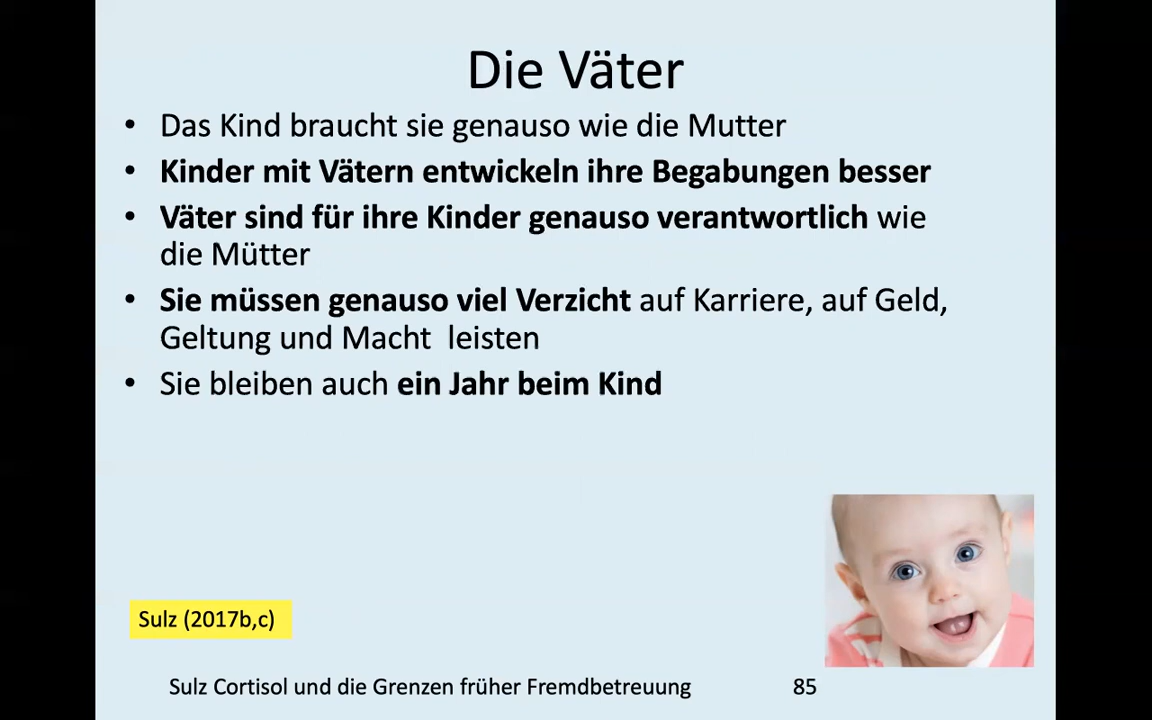 Die Väter
• Das Kind braucht sie genauso wie die Mutter
• Kinder mit Vätern entwickeln ihre Begabungen besser
• Väter sind für ihre Kinder genauso verantwortlich wie
die Mütter
• Sie müssen genauso viel Verzicht auf Karriere, auf Geld,
Geltung und Macht  leisten
• Sie bleiben auch ein Jahr beim Kind
Sulz (2017b,c)
Sulz Cortisol und die Grenzen früher Fremdbetreuung 85